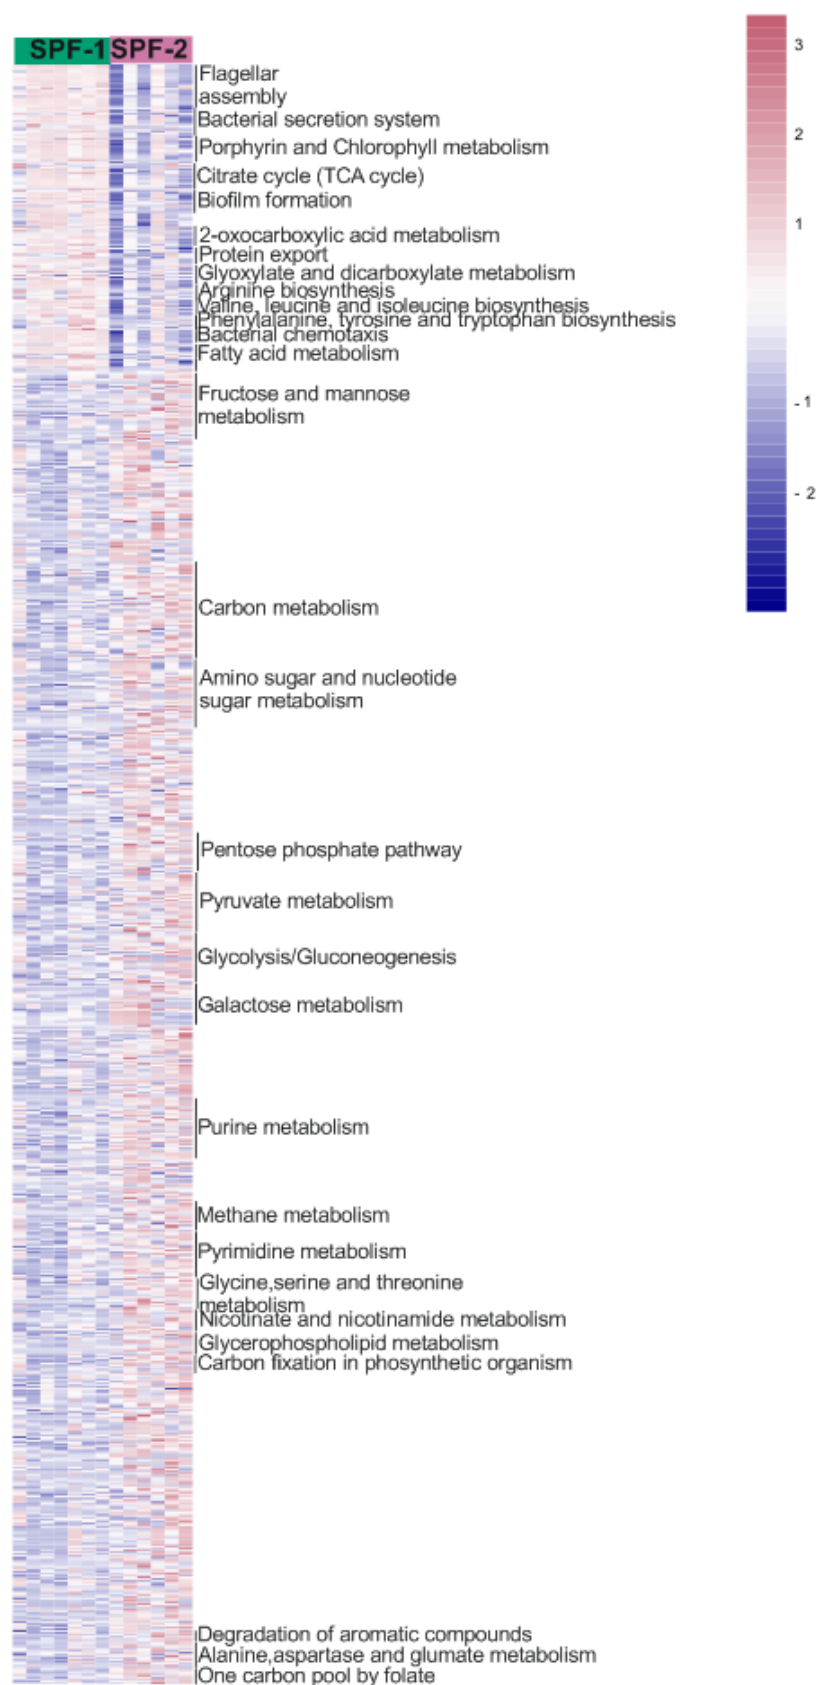 SPF-1 SPF-2
Flagellar
assembly
Bacterial secretion system
Porphyrin and Chlorophyll metabolism
Citrate cycle (TCA cycle)
Biofilm formation
2-oxocarboxylic acid metabolism
Protein export
Glyoxylate and dicarboxylate metabolism
Arginine biosynthesis
Valine, leucine and isoleucine biosynthesis
Phenylalanine, tyrosine and tryptophan biosynthesis
Bacterial chemotaxis
Fatty acid metabolism
Fructose and mannose
metabolism
Carbon metabolism
Amino sugar and nucleotide
sugar metabolism
Pentose phosphate pathway
Pyruvate metabolism
Glycolysis/Gluconeogenesis
Galactose metabolism
Purine metabolism
Methane metabolism
Pyrimidine metabolism
Glycine,serine and threonine
metabolism
Nicotinate and nicotinamide metabolism
Glycerophospholipid metabolism
Carbon fixation in phosynthetic organism
Degradation of aromatic compounds
Alanine,aspartase and glumate metabolism
One carbon pool by folate
3
2
1
- 1
- 2